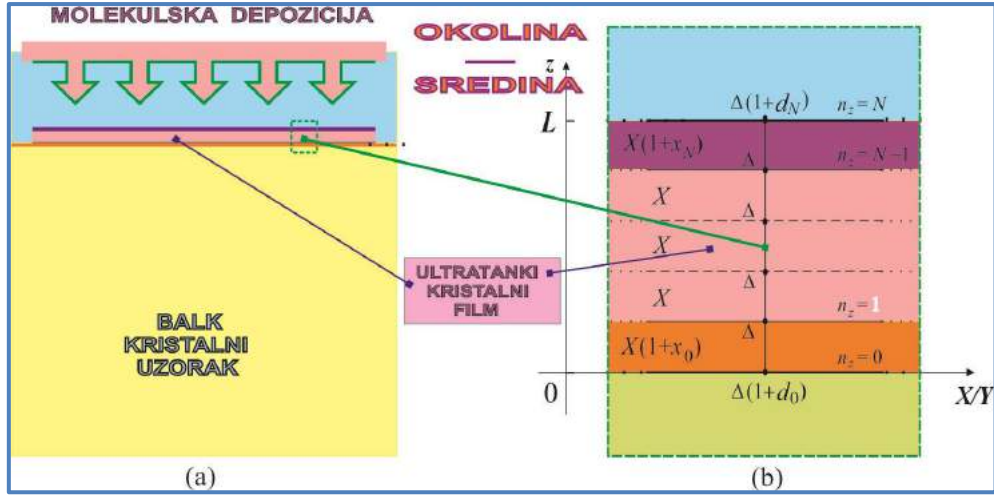 MOLEKULSKA DEPOZICIJA
OKOLINA
SREDINA
BALK
KRISTALNI
UZORAK
ULTRATANKI
KRISTALNI
FILM
(a)
z
Δ(1+d_N) n_z = N
L
X(1+x_N) Δ n_z = N−1
X Δ
X Δ
X Δ n_z = 1
X(1+x_0) n_z = 0
0 Δ(1+d_0) X/Y
(b)